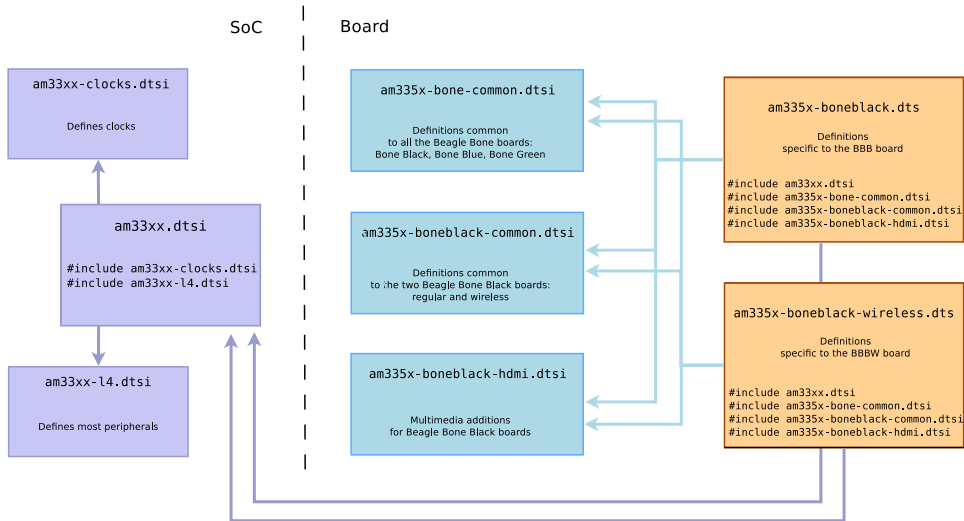 SoC
Board
am33xx-clocks.dtsi
Defines clocks
am33xx.dtsi
#include am33xx-clocks.dtsi
#include am33xx-l4.dtsi
am33xx-l4.dtsi
Defines most peripherals
am335x-bone-common.dtsi
Definitions common
to all the Beagle Bone boards:
Bone Black, Bone Blue, Bone Green
am335x-boneblack-common.dtsi
Definitions common
to the two Beagle Bone Black boards:
regular and wireless
am335x-boneblack-hdmi.dtsi
Multimedia additions
for Beagle Bone Black boards
am335x-boneblack.dts
Definitions
specific to the BBB board
#include am33xx.dtsi
#include am335x-bone-common.dtsi
#include am335x-boneblack-common.dtsi
#include am335x-boneblack-hdmi.dtsi
am335x-boneblack-wireless.dts
Definitions
specific to the BBBW board
#include am33xx.dtsi
#include am335x-bone-common.dtsi
#include am335x-boneblack-common.dtsi
#include am335x-boneblack-hdmi.dtsi